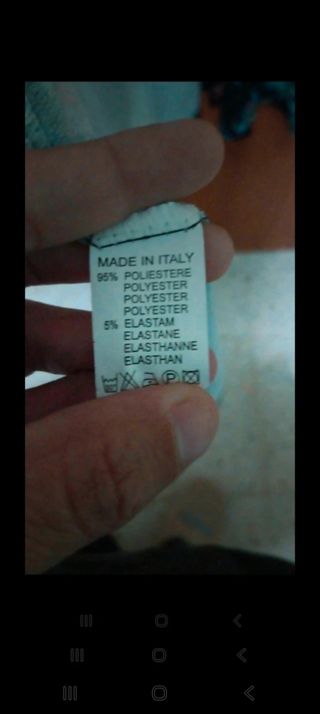 MADE IN ITALY
95% POLIESTERE
POLYESTER
POLYESTER
POLYESTER
5% ELASTAM
ELASTANE
ELASTHANNE
ELASTHAN
P